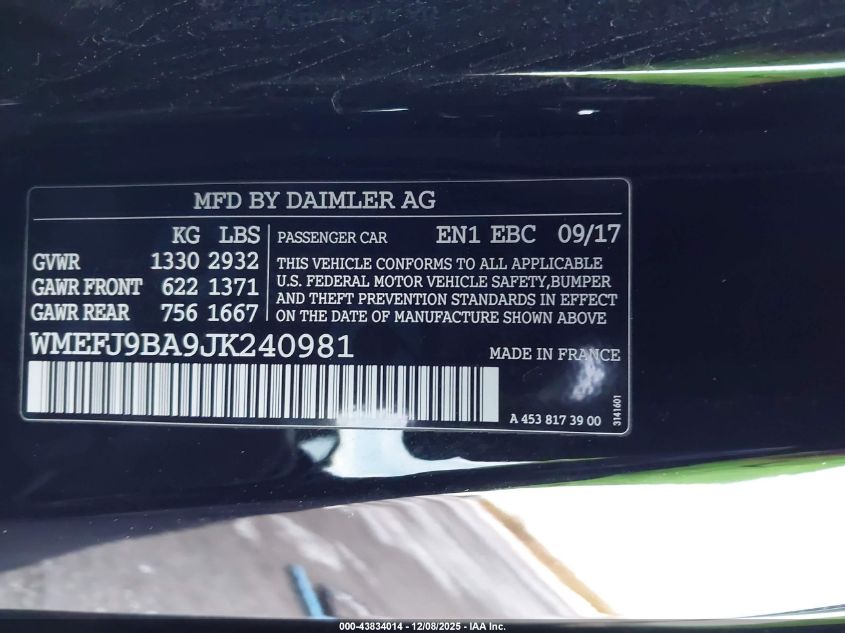 MFD BY DAIMLER AG
KG LBS
GVWR 1330 2932
GAWR FRONT 622 1371
GAWR REAR 756 1667
PASSENGER CAR EN1 EBC 09/17
THIS VEHICLE CONFORMS TO ALL APPLICABLE
U.S. FEDERAL MOTOR VEHICLE SAFETY,BUMPER
AND THEFT PREVENTION STANDARDS IN EFFECT
ON THE DATE OF MANUFACTURE SHOWN ABOVE
WMEFJ9BA9JK240981
MADE IN FRANCE
A 453 817 39 00
3141601
000-43834014 - 12/08/2025 - IAA Inc.